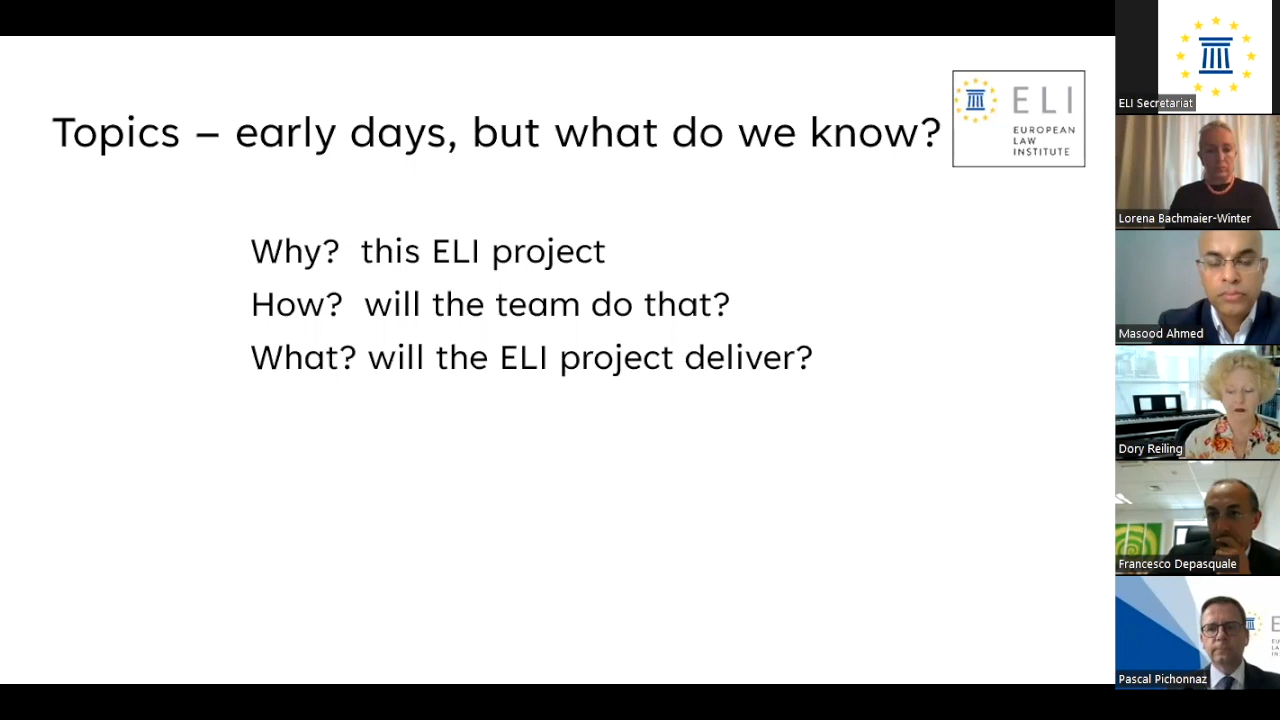 Topics – early days, but what do we know?
ELI
EUROPEAN
LAW
INSTITUTE
Why? this ELI project
How? will the team do that?
What? will the ELI project deliver?
ELI Secretariat
Lorena Bachmaier-Winter
Masood Ahmed
Dory Reiling
Francesco Depasquale
Pascal Pichonnaz